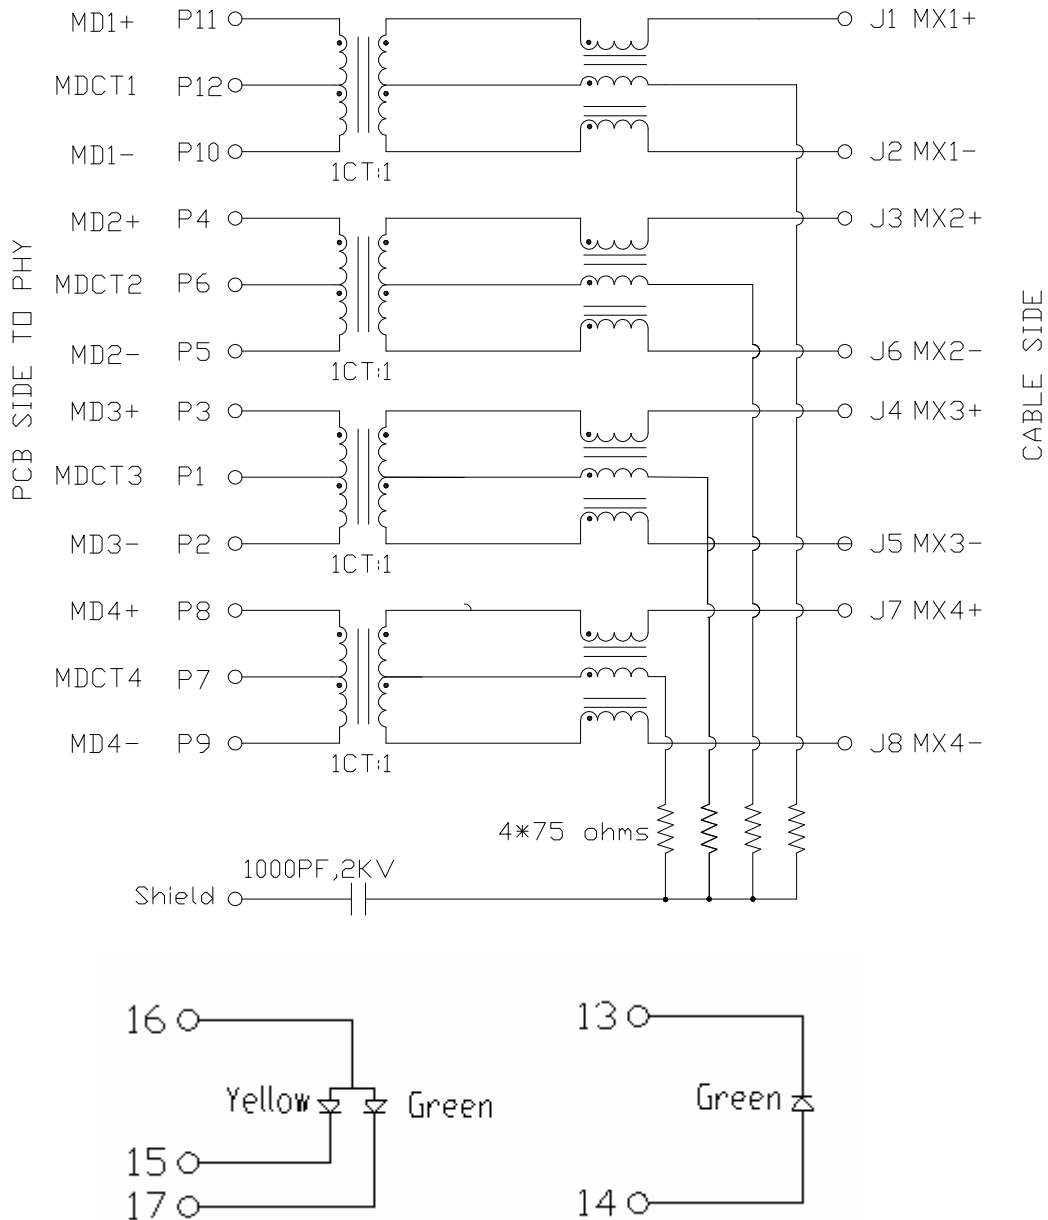 MD1+ P11 J1 MX1+
MDCT1 P12
MD1- P10 J2 MX1-
1CT:1
MD2+ P4 J3 MX2+
MDCT2 P6
MD2- P5 J6 MX2-
1CT:1
PCB SIDE TO PHY
CABLE SIDE
MD3+ P3 J4 MX3+
MDCT3 P1
MD3- P2 J5 MX3-
1CT:1
MD4+ P8 J7 MX4+
MDCT4 P7
MD4- P9 J8 MX4-
1CT:1
4*75 ohms
1000PF,2KV
Shield
16 13
Yellow Green Green
15
17 14